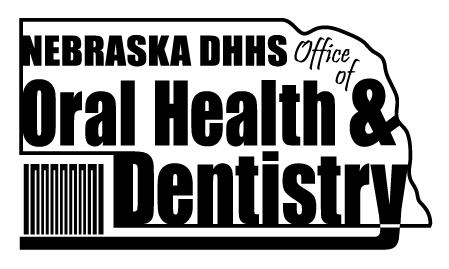 NEBRASKA DHHS Office of
Oral Health &
Dentistry